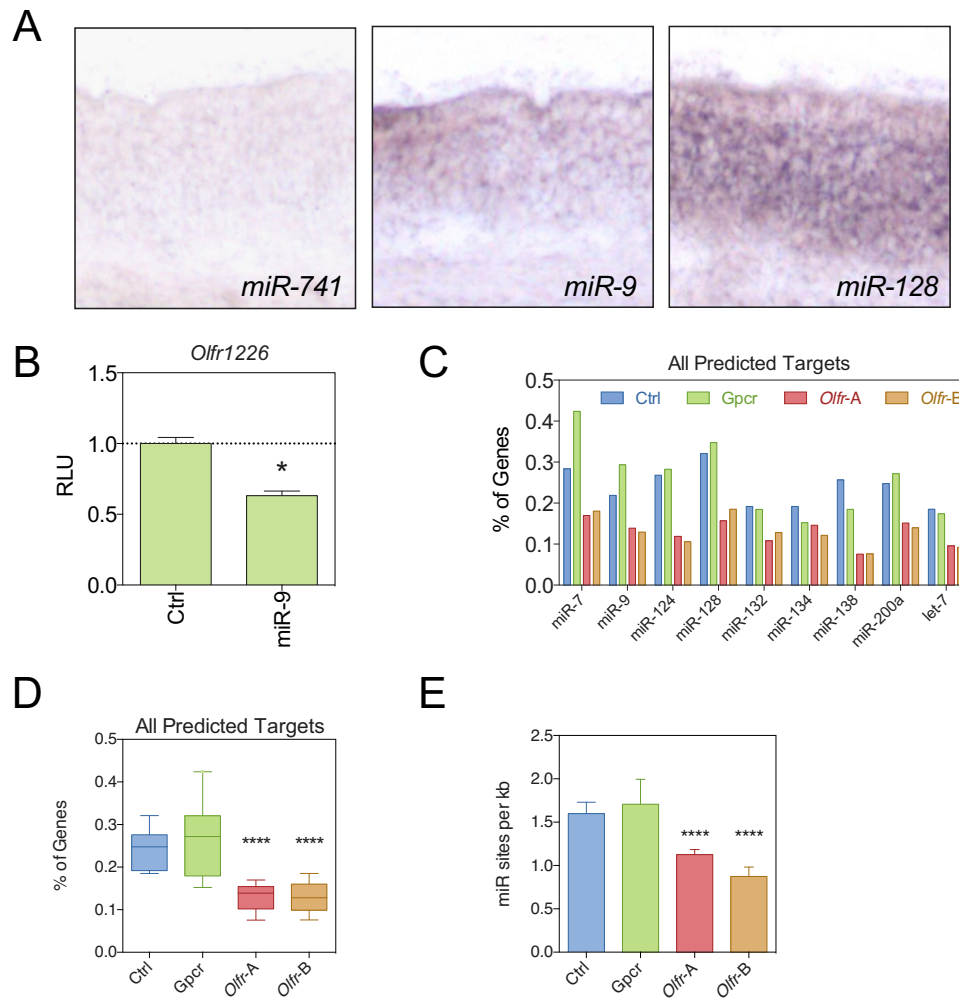 A
miR-741
miR-9
miR-128
B
Olfr1226
RLU
1.5
1.0
0.5
0.0
*
Ctrl
miR-9
C
All Predicted Targets
% of Genes
0.5
0.4
0.3
0.2
0.1
0.0
Ctrl Gpcr Olfr-A Olfr-B
miR-7 miR-9 miR-124 miR-128 miR-132 miR-134 miR-138 miR-200a let-7
D
All Predicted Targets
% of Genes
0.5
0.4
0.3
0.2
0.1
0.0
**** ****
Ctrl Gpcr Olfr-A Olfr-B
E
miR sites per kb
2.5
2.0
1.5
1.0
0.5
0.0
**** ****
Ctrl Gpcr Olfr-A Olfr-B